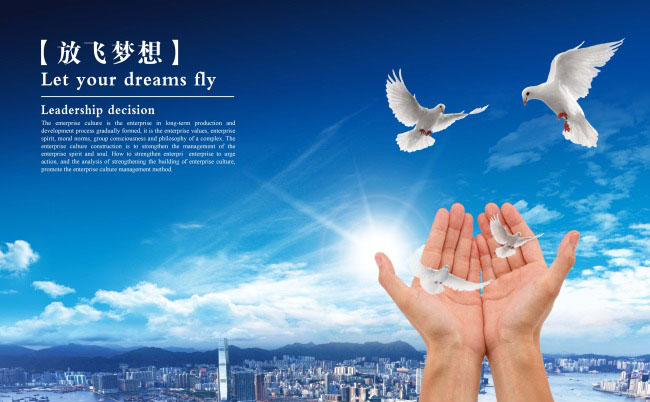 【放飞梦想】
Let your dreams fly
Leadership decision
The enterprise culture is the enterprise in long-term production and
development process gradually formed, it is the enterprise values, enterprise
spirit, moral norms, group consciousness and philosophy of a complex. The
enterprise culture construction is to strengthen the management of the
enterprise spirit and soul. How to strengthen enterpri  enterprise to urge
action, and the analysis of strengthening the building of enterprise culture,
promote the enterprise culture management method.